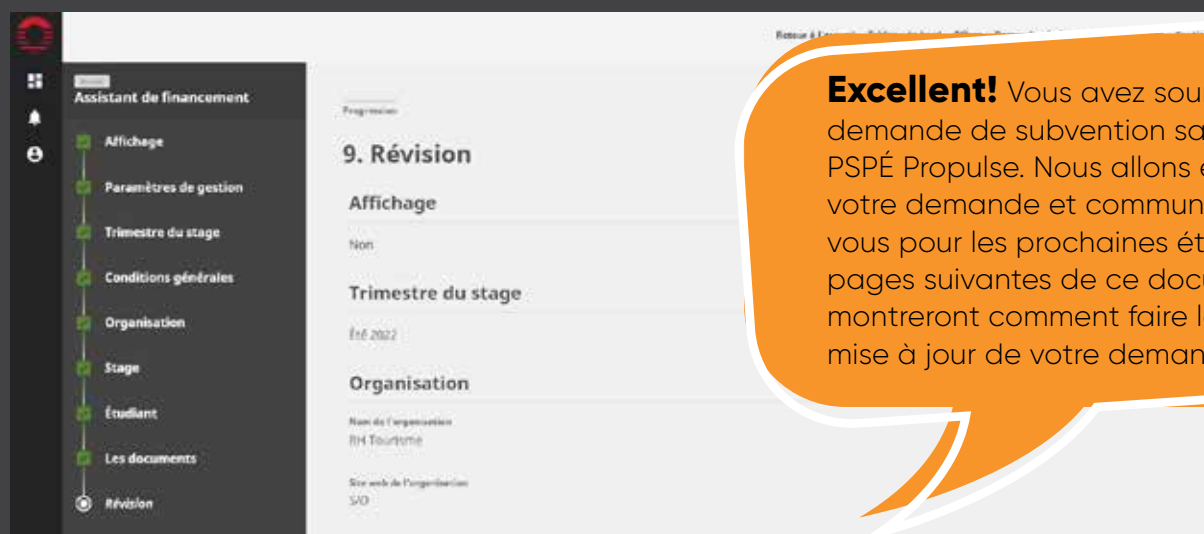 Assistant de financement
Affichage
Paramètres de gestion
Trimestre du stage
Conditions générales
Organisation
Stage
Étudiant
Les documents
Révision
Progression
9. Révision
Affichage
Non
Trimestre du stage
Été 2022
Organisation
Nom de l'organisation
RH Tourisme
Site web de l'organisation
S/O
Excellent! Vous avez sou
demande de subvention sa
PSPÉ Propulse. Nous allons é
votre demande et commun
vous pour les prochaines ét
pages suivantes de ce docu
montreront comment faire l
mise à jour de votre deman